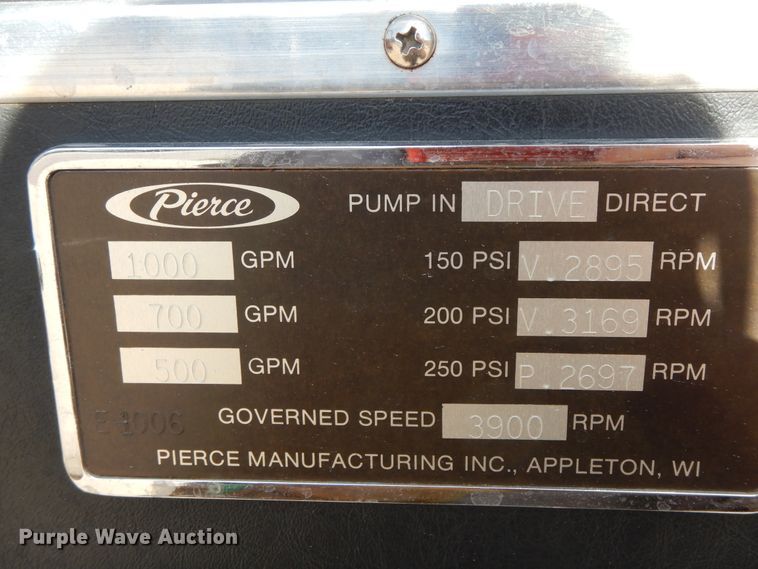 Pierce PUMP IN DRIVE DIRECT
1000 GPM 150 PSI V.2895 RPM
700 GPM 200 PSI V.3169 RPM
500 GPM 250 PSI P.2697 RPM
E-1006 GOVERNED SPEED 3900 RPM
PIERCE MANUFACTURING INC., APPLETON, WI
Purple Wave Auction